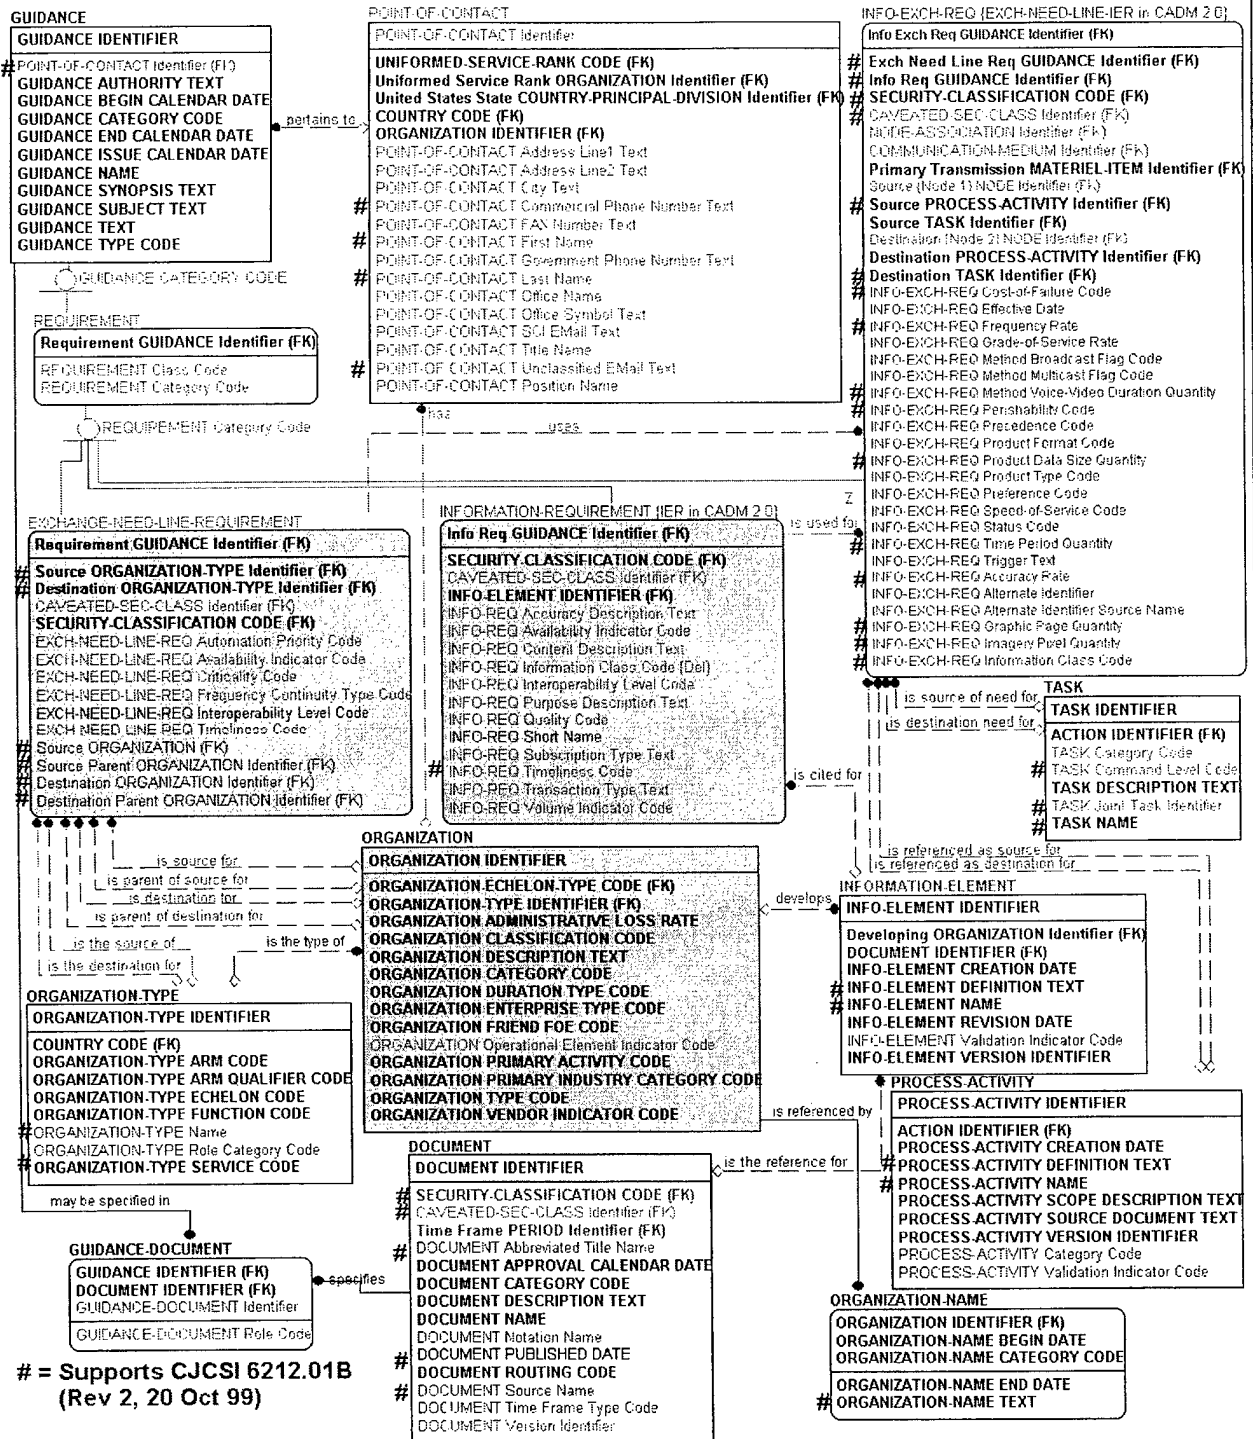 GUIDANCE
GUIDANCE IDENTIFIER
# POINT-OF-CONTACT Identifier (FK)
GUIDANCE AUTHORITY TEXT
GUIDANCE BEGIN CALENDAR DATE
GUIDANCE CATEGORY CODE
GUIDANCE END CALENDAR DATE
GUIDANCE ISSUE CALENDAR DATE
GUIDANCE NAME
GUIDANCE SYNOPSIS TEXT
GUIDANCE SUBJECT TEXT
GUIDANCE TEXT
GUIDANCE TYPE CODE
GUIDANCE CATEGORY CODE
pertains to
POINT-OF-CONTACT
POINT-OF-CONTACT Identifier
UNIFORMED-SERVICE-RANK CODE (FK)
Uniformed Service Rank ORGANIZATION Identifier (FK)
United States State COUNTRY-PRINCIPAL-DIVISION Identifier (FK)
COUNTRY CODE (FK)
ORGANIZATION IDENTIFIER (FK)
POINT-OF-CONTACT Address Line1 Text
POINT-OF-CONTACT Address Line2 Text
POINT-OF-CONTACT City Text
# POINT-OF-CONTACT Commercial Phone Number Text
POINT-OF-CONTACT FAX Number Text
# POINT-OF-CONTACT First Name
POINT-OF-CONTACT Government Phone Number Text
# POINT-OF-CONTACT Last Name
POINT-OF-CONTACT Office Name
POINT-OF-CONTACT Office Symbol Text
POINT-OF-CONTACT SCI EMail Text
POINT-OF-CONTACT Title Name
# POINT-OF-CONTACT Unclassified EMail Text
POINT-OF-CONTACT Position Name
has
uses
INFO-EXCH-REQ {EXCH-NEED-LINE-IER in CADM 2.0}
Info Exch Req GUIDANCE Identifier (FK)
# Exch Need Line Req GUIDANCE Identifier (FK)
# Info Req GUIDANCE Identifier (FK)
# SECURITY-CLASSIFICATION CODE (FK)
# CAVEATED-SEC-CLASS Identifier (FK)
NODE-ASSOCIATION Identifier (FK)
COMMUNICATION-MEDIUM Identifier (FK)
Primary Transmission MATERIEL-ITEM Identifier (FK)
Source (Node 1) NODE Identifier (FK)
# Source PROCESS-ACTIVITY Identifier (FK)
Source TASK Identifier (FK)
Destination (Node 2) NODE Identifier (FK)
Destination PROCESS-ACTIVITY Identifier (FK)
# Destination TASK Identifier (FK)
# INFO-EXCH-REQ Cost-of-Failure Code
INFO-EXCH-REQ Effective Date
# INFO-EXCH-REQ Frequency Rate
INFO-EXCH-REQ Grade-of-Service Rate
INFO-EXCH-REQ Method Broadcast Flag Code
INFO-EXCH-REQ Method Multicast Flag Code
# INFO-EXCH-REQ Method Voice-Video Duration Quantity
# INFO-EXCH-REQ Perishability Code
INFO-EXCH-REQ Precedence Code
INFO-EXCH-REQ Product Format Code
# INFO-EXCH-REQ Product Data Size Quantity
INFO-EXCH-REQ Product Type Code
INFO-EXCH-REQ Preference Code
INFO-EXCH-REQ Speed-of-Service Code
INFO-EXCH-REQ Status Code
# INFO-EXCH-REQ Time Period Quantity
INFO-EXCH-REQ Trigger Text
# INFO-EXCH-REQ Accuracy Rate
INFO-EXCH-REQ Alternate Identifier
INFO-EXCH-REQ Alternate Identifier Source Name
# INFO-EXCH-REQ Graphic Page Quantity
# INFO-EXCH-REQ Imagery Pixel Quantity
# INFO-EXCH-REQ Information Class Code
Z
is used for
REQUIREMENT
Requirement GUIDANCE Identifier (FK)
REQUIREMENT Class Code
REQUIREMENT Category Code
REQUIREMENT Category Code
EXCHANGE-NEED-LINE-REQUIREMENT
Requirement GUIDANCE Identifier (FK)
# Source ORGANIZATION-TYPE Identifier (FK)
# Destination ORGANIZATION-TYPE Identifier (FK)
CAVEATED-SEC-CLASS Identifier (FK)
SECURITY-CLASSIFICATION CODE (FK)
EXCH-NEED-LINE-REQ Automation Priority Code
EXCH-NEED-LINE-REQ Availability Indicator Code
EXCH-NEED-LINE-REQ Criticality Code
EXCH-NEED-LINE-REQ Frequency Continuity Type Code
EXCH-NEED-LINE-REQ Interoperability Level Code
EXCH-NEED-LINE-REQ Timeliness Code
# Source ORGANIZATION (FK)
# Source Parent ORGANIZATION Identifier (FK)
# Destination ORGANIZATION Identifier (FK)
# Destination Parent ORGANIZATION Identifier (FK)
INFORMATION-REQUIREMENT {IER in CADM 2.0}
Info Req GUIDANCE Identifier (FK)
SECURITY-CLASSIFICATION CODE (FK)
CAVEATED-SEC-CLASS Identifier (FK)
INFO-ELEMENT IDENTIFIER (FK)
INFO-REQ Accuracy Description Text
INFO-REQ Availability Indicator Code
INFO-REQ Content Description Text
INFO-REQ Information Class Code (Del)
INFO-REQ Interoperability Level Code
INFO-REQ Purpose Description Text
INFO-REQ Quality Code
INFO-REQ Short Name
INFO-REQ Subscription Type Text
# INFO-REQ Timeliness Code
INFO-REQ Transaction Type Text
INFO-REQ Volume Indicator Code
is cited for
is source of need for
is destination need for
TASK
TASK IDENTIFIER
ACTION IDENTIFIER (FK)
TASK Category Code
# TASK Command Level Code
TASK DESCRIPTION TEXT
# TASK Joint Task Identifier
# TASK NAME
is referenced as source for
is referenced as destination for
is source for
is parent of source for
is destination for
is parent of destination for
is the source of
is the destination for
is the type of
ORGANIZATION
ORGANIZATION IDENTIFIER
ORGANIZATION-ECHELON-TYPE CODE (FK)
ORGANIZATION-TYPE IDENTIFIER (FK)
ORGANIZATION ADMINISTRATIVE LOSS RATE
ORGANIZATION CLASSIFICATION CODE
ORGANIZATION DESCRIPTION TEXT
ORGANIZATION CATEGORY CODE
ORGANIZATION DURATION TYPE CODE
ORGANIZATION ENTERPRISE TYPE CODE
ORGANIZATION FRIEND FOE CODE
ORGANIZATION Operational Element Indicator Code
ORGANIZATION PRIMARY ACTIVITY CODE
ORGANIZATION PRIMARY INDUSTRY CATEGORY CODE
ORGANIZATION TYPE CODE
ORGANIZATION VENDOR INDICATOR CODE
develops
INFORMATION-ELEMENT
INFO-ELEMENT IDENTIFIER
Developing ORGANIZATION Identifier (FK)
DOCUMENT IDENTIFIER (FK)
INFO-ELEMENT CREATION DATE
# INFO-ELEMENT DEFINITION TEXT
# INFO-ELEMENT NAME
INFO-ELEMENT REVISION DATE
INFO-ELEMENT Validation Indicator Code
INFO-ELEMENT VERSION IDENTIFIER
ORGANIZATION-TYPE
ORGANIZATION-TYPE IDENTIFIER
COUNTRY CODE (FK)
ORGANIZATION-TYPE ARM CODE
ORGANIZATION-TYPE ARM QUALIFIER CODE
ORGANIZATION-TYPE ECHELON CODE
ORGANIZATION-TYPE FUNCTION CODE
# ORGANIZATION-TYPE Name
ORGANIZATION-TYPE Role Category Code
# ORGANIZATION-TYPE SERVICE CODE
may be specified in
is referenced by
PROCESS-ACTIVITY
PROCESS-ACTIVITY IDENTIFIER
ACTION IDENTIFIER (FK)
PROCESS-ACTIVITY CREATION DATE
# PROCESS-ACTIVITY DEFINITION TEXT
# PROCESS-ACTIVITY NAME
PROCESS-ACTIVITY SCOPE DESCRIPTION TEXT
PROCESS-ACTIVITY SOURCE DOCUMENT TEXT
PROCESS-ACTIVITY VERSION IDENTIFIER
PROCESS-ACTIVITY Category Code
PROCESS-ACTIVITY Validation Indicator Code
DOCUMENT
is the reference for
DOCUMENT IDENTIFIER
# SECURITY-CLASSIFICATION CODE (FK)
# CAVEATED-SEC-CLASS Identifier (FK)
Time Frame PERIOD Identifier (FK)
# DOCUMENT Abbreviated Title Name
DOCUMENT APPROVAL CALENDAR DATE
DOCUMENT CATEGORY CODE
DOCUMENT DESCRIPTION TEXT
DOCUMENT NAME
DOCUMENT Notation Name
# DOCUMENT PUBLISHED DATE
DOCUMENT ROUTING CODE
# DOCUMENT Source Name
DOCUMENT Time Frame Type Code
DOCUMENT Version Identifier
GUIDANCE-DOCUMENT
GUIDANCE IDENTIFIER (FK)
DOCUMENT IDENTIFIER (FK)
GUIDANCE-DOCUMENT Identifier
GUIDANCE-DOCUMENT Role Code
specifies
ORGANIZATION-NAME
ORGANIZATION IDENTIFIER (FK)
ORGANIZATION-NAME BEGIN DATE
ORGANIZATION-NAME CATEGORY CODE
ORGANIZATION-NAME END DATE
# ORGANIZATION-NAME TEXT
# = Supports CJCSI 6212.01B
(Rev 2, 20 Oct 99)